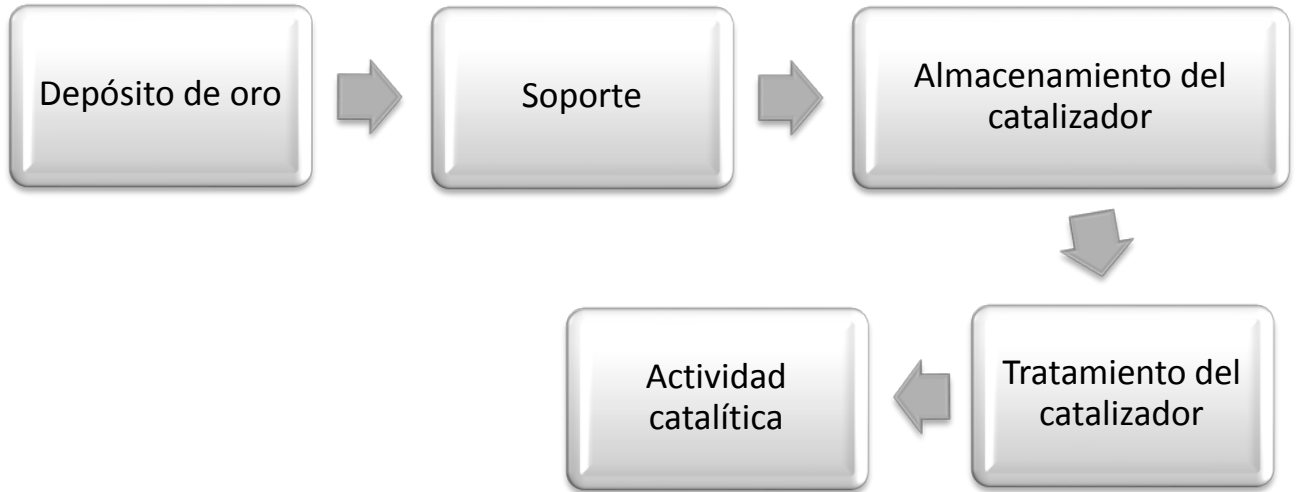 Depósito de oro
Soporte
Almacenamiento del
catalizador
Tratamiento del
catalizador
Actividad
catalítica